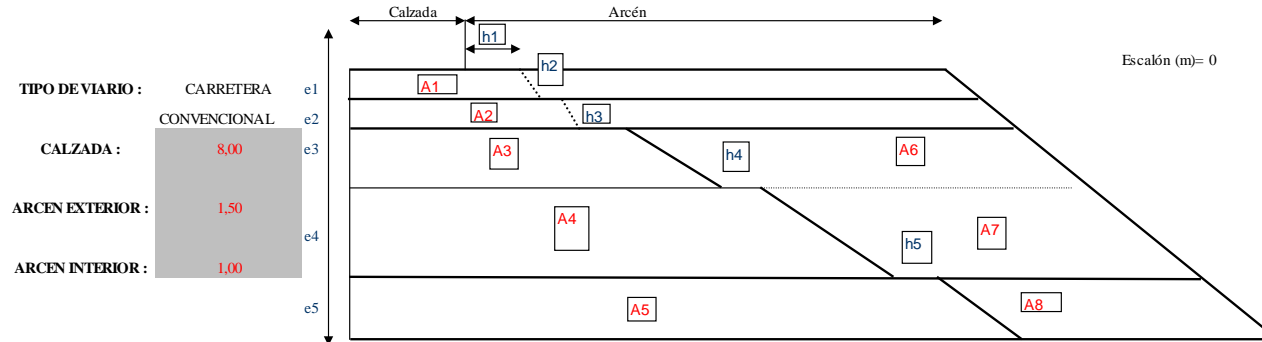 Calzada Arcén
h1
h2
Escalón (m)= 0
A1
TIPO DE VIARIO : CARRETERA e1
A2 h3
CONVENCIONAL e2
CALZADA : 8,00 e3
A3 h4 A6
ARCEN EXTERIOR : 1,50
A4 A7
e4 h5
ARCEN INTERIOR : 1,00
e5 A5 A8